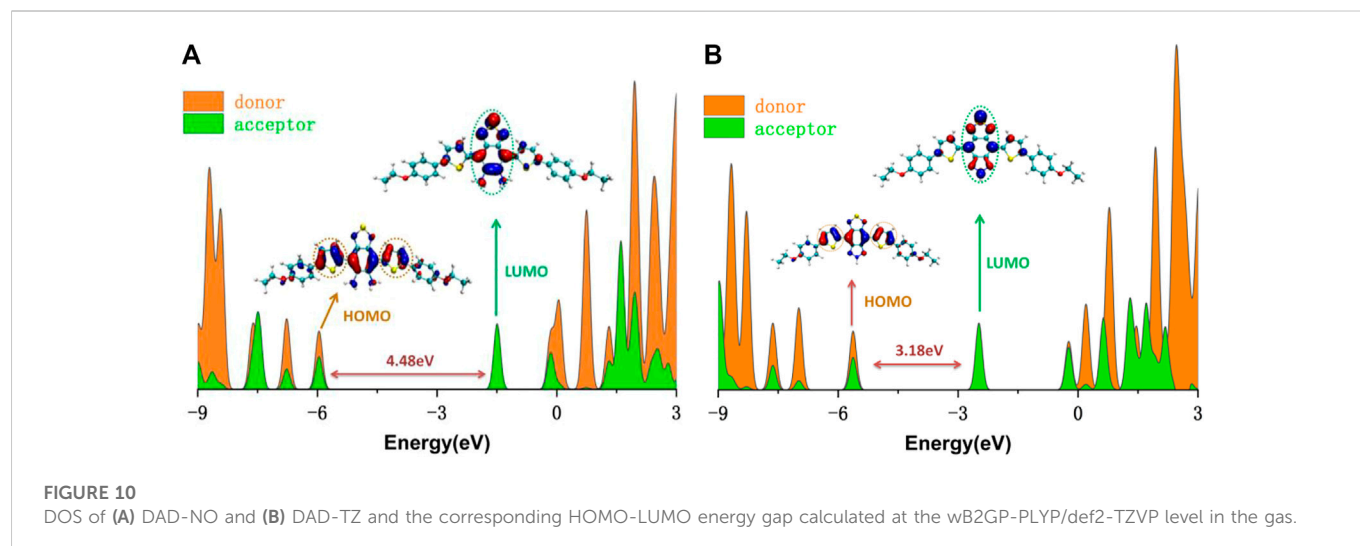 A
donor
acceptor
LUMO
HOMO
4.48eV
-9
-6
-3
0
3
Energy(eV)
B
donor
acceptor
LUMO
HOMO
3.18eV
-9
-6
-3
0
3
Energy(eV)
FIGURE 10
DOS of (A) DAD-NO and (B) DAD-TZ and the corresponding HOMO-LUMO energy gap calculated at the wB2GP-PLYP/def2-TZVP level in the gas.